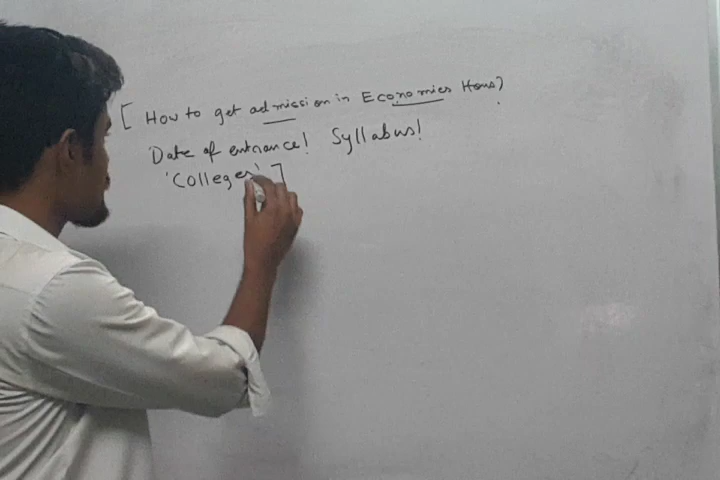 [ How to get admission in Economics Hons?
Date of entrance! Syllabus!
'Colleges' ]